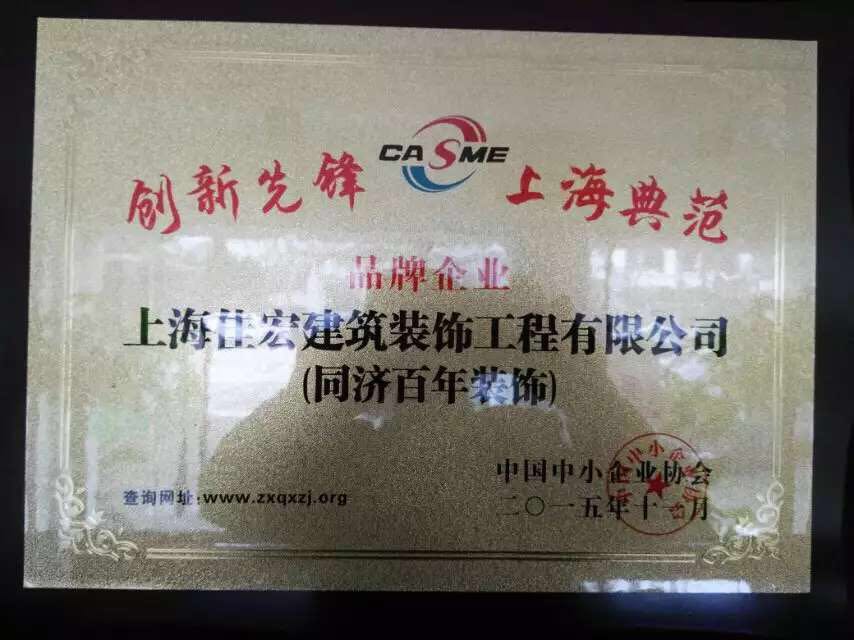 CASME
创新先锋 上海典范
品牌企业
上海佳宏建筑装饰工程有限公司
(同济百年装饰)
中国中小企业协会
查询网址:www.zxqxzj.org
二〇一五年十一月